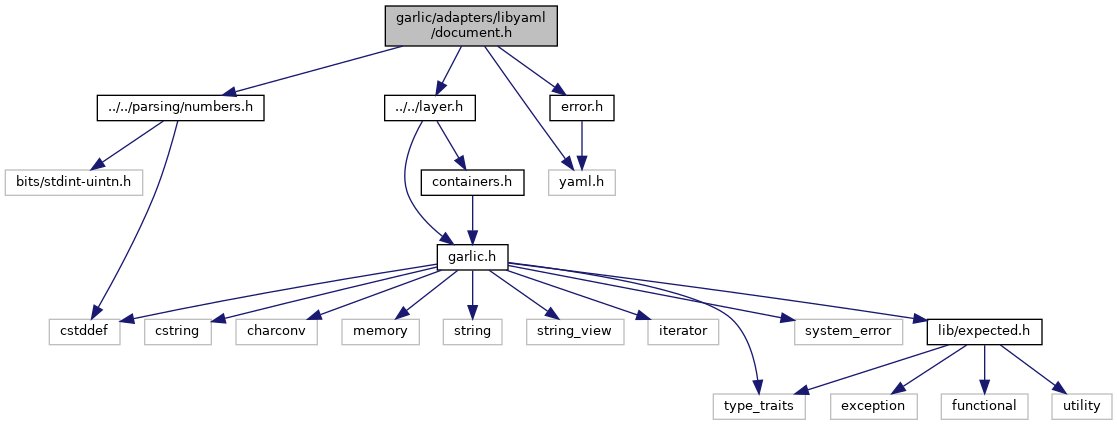 garlic/adapters/libyaml
/document.h
../../parsing/numbers.h
../../layer.h
error.h
bits/stdint-uintn.h
containers.h
yaml.h
garlic.h
cstddef
cstring
charconv
memory
string
string_view
iterator
system_error
lib/expected.h
type_traits
exception
functional
utility